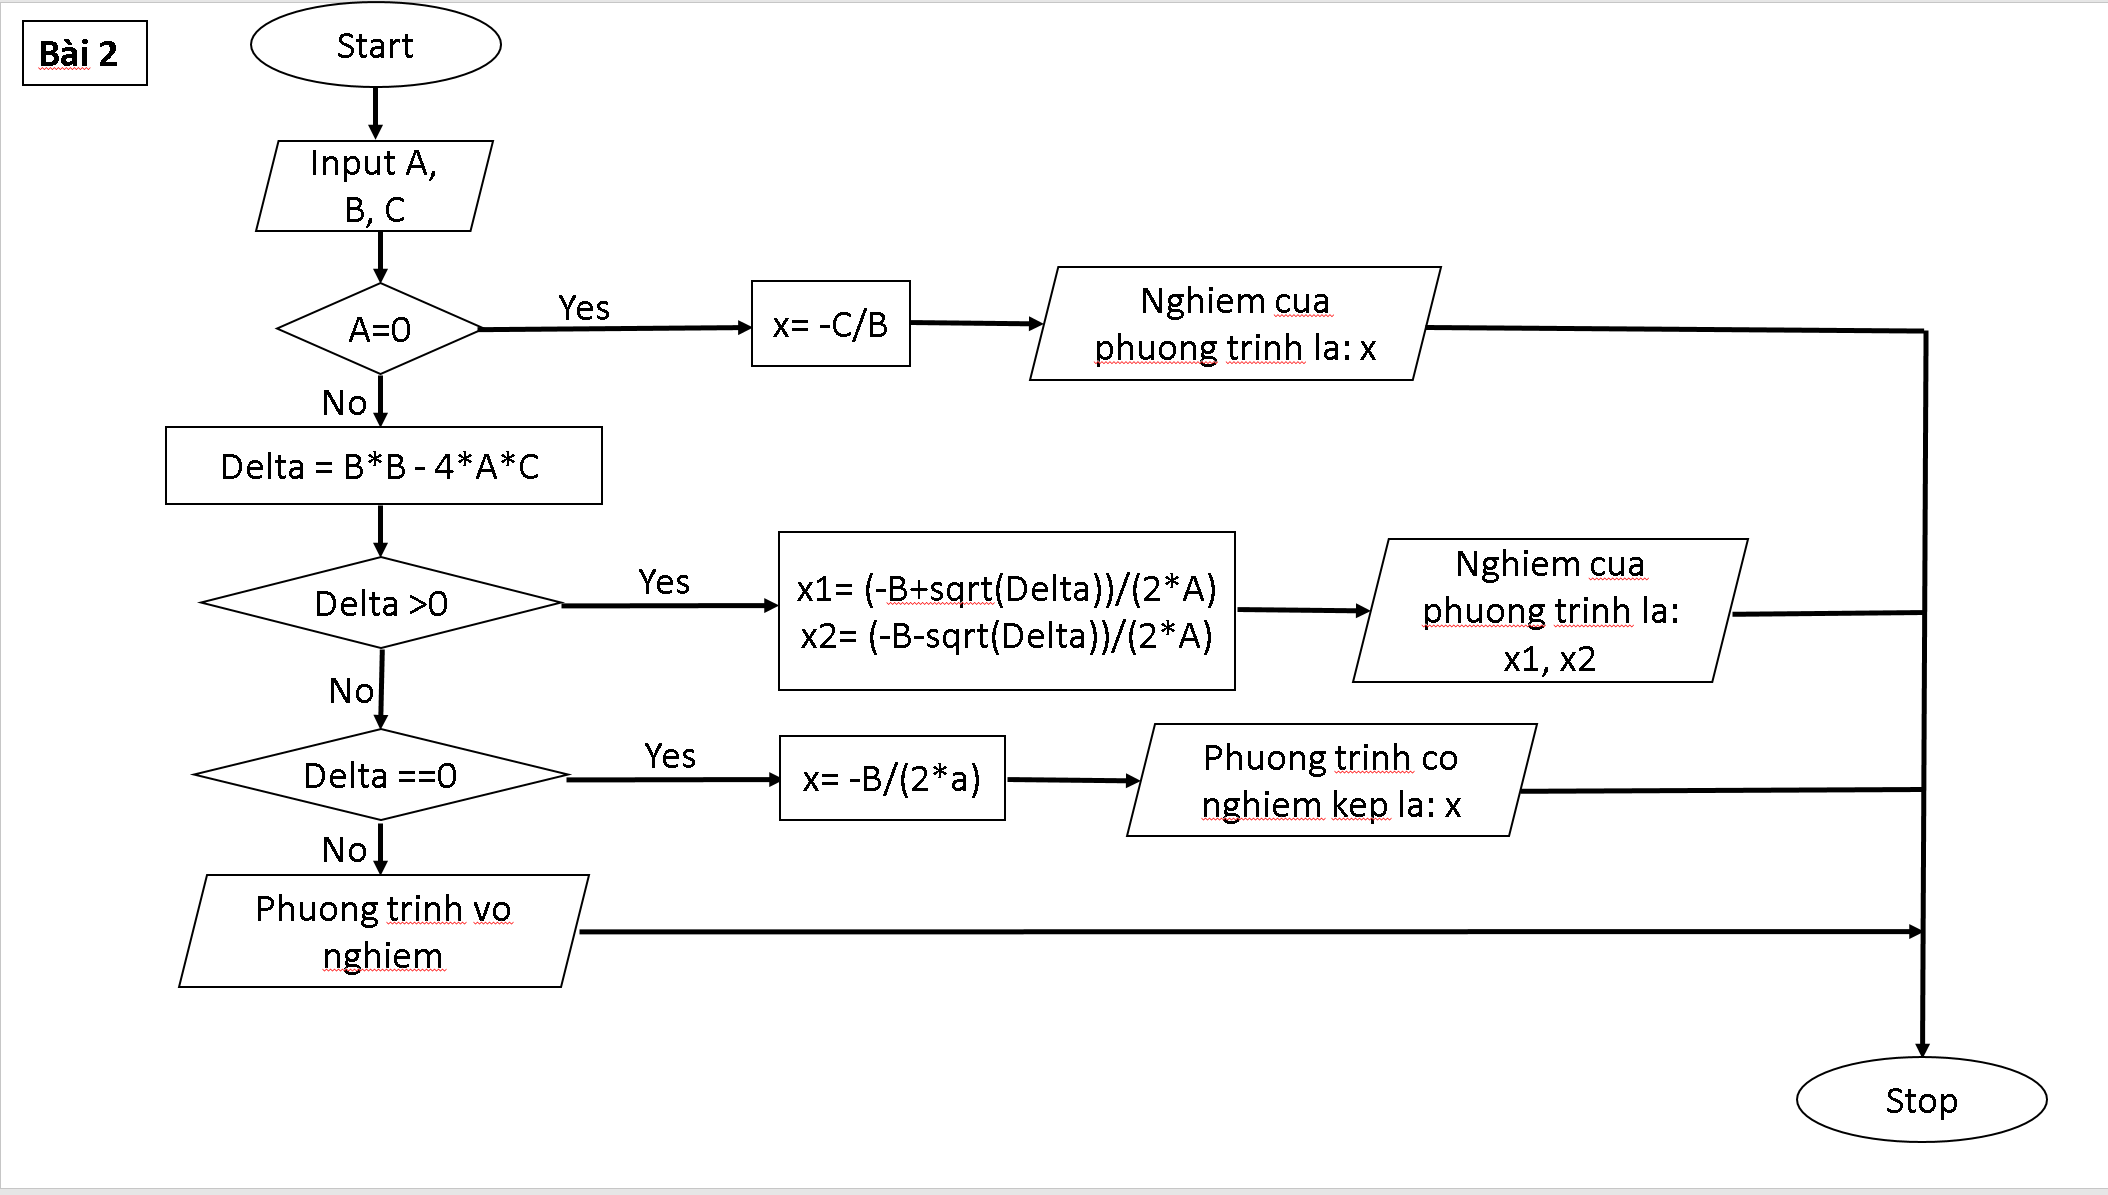 Bài 2
Start
Input A,
B, C
A=0
Yes
x= -C/B
Nghiem cua
phuong trinh la: x
No
Delta = B*B - 4*A*C
Delta >0
Yes
x1= (-B+sqrt(Delta))/(2*A)
x2= (-B-sqrt(Delta))/(2*A)
Nghiem cua
phuong trinh la:
x1, x2
No
Delta ==0
Yes
x= -B/(2*a)
Phuong trinh co
nghiem kep la: x
No
Phuong trinh vo
nghiem
Stop